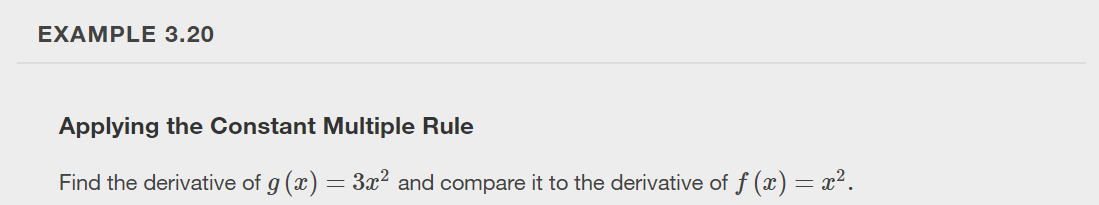 EXAMPLE 3.20
Applying the Constant Multiple Rule
Find the derivative of g (x) = 3x² and compare it to the derivative of f (x) = x².